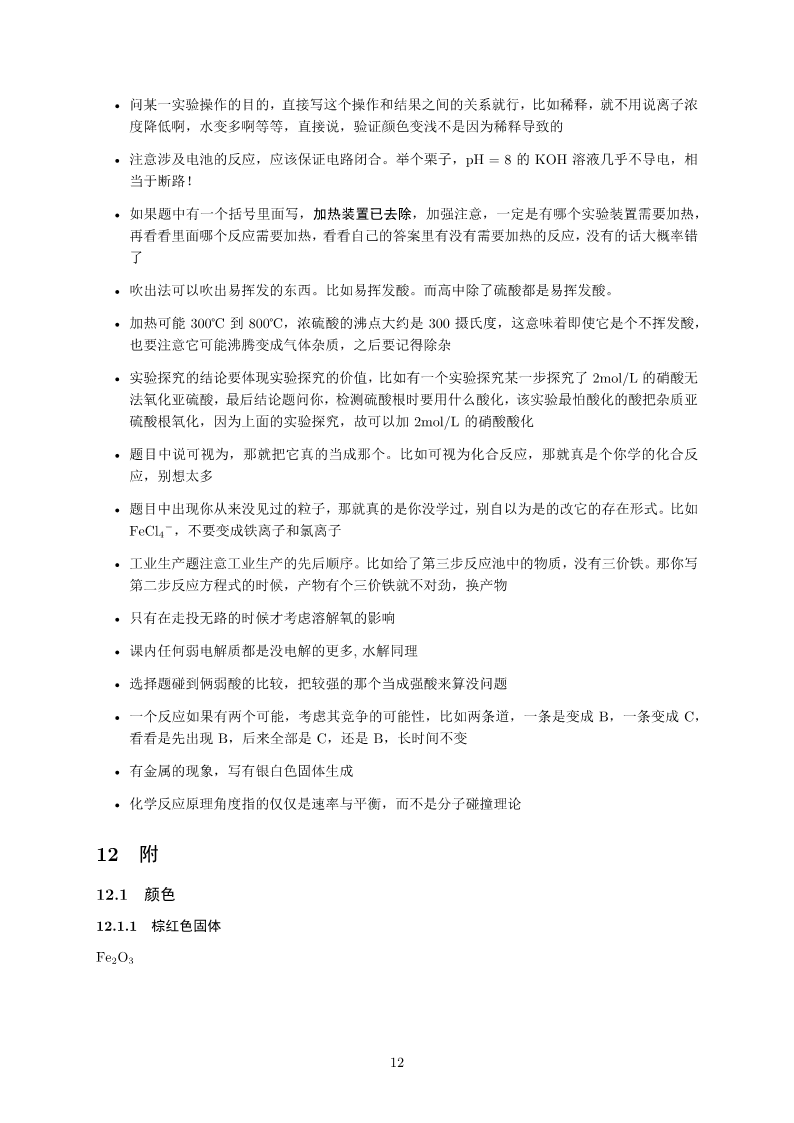 • 问某一实验操作的目的，直接写这个操作和结果之间的关系就行，比如稀释，就不用说离子浓
度降低啊，水变多啊等等，直接说，验证颜色变浅不是因为稀释导致的
• 注意涉及电池的反应，应该保证电路闭合。举个栗子，pH = 8 的 KOH 溶液几乎不导电，相
当于断路！
• 如果题中有一个括号里面写，加热装置已去除，加强注意，一定是有哪个实验装置需要加热，
再看看里面哪个反应需要加热，看看自己的答案里有没有需要加热的反应，没有的话大概率错
了
• 吹出法可以吹出易挥发的东西。比如易挥发酸。而高中除了硫酸都是易挥发酸。
• 加热可能 300℃ 到 800℃，浓硫酸的沸点大约是 300 摄氏度，这意味着即使它是个不挥发酸，
也要注意它可能沸腾变成气体杂质，之后要记得除杂
• 实验探究的结论要体现实验探究的价值，比如有一个实验探究某一步探究了 2mol/L 的硝酸无
法氧化亚硫酸，最后结论题问你，检测硫酸根时要用什么酸化，该实验最怕酸化的酸把杂质亚
硫酸根氧化，因为上面的实验探究，故可以加 2mol/L 的硝酸酸化
• 题目中说可视为，那就把它真的当成那个。比如可视为化合反应，那就真是个你学的化合反
应，别想太多
• 题目中出现你从来没见过的粒子，那就真的是你没学过，别自以为是的改它的存在形式。比如
FeCl₄⁻，不要变成铁离子和氯离子
• 工业生产题注意工业生产的先后顺序。比如给了第三步反应池中的物质，没有三价铁。那你写
第二步反应方程式的时候，产物有个三价铁就不对劲，换产物
• 只有在走投无路的时候才考虑溶解氧的影响
• 课内任何弱电解质都是没电解的更多, 水解同理
• 选择题碰到俩弱酸的比较，把较强的那个当成强酸来算没问题
• 一个反应如果有两个可能，考虑其竞争的可能性，比如两条道，一条是变成 B，一条变成 C，
看看是先出现 B，后来全部是 C，还是 B，长时间不变
• 有金属的现象，写有银白色固体生成
• 化学反应原理角度指的仅仅是速率与平衡，而不是分子碰撞理论
12 附
12.1 颜色
12.1.1 棕红色固体
Fe₂O₃
12